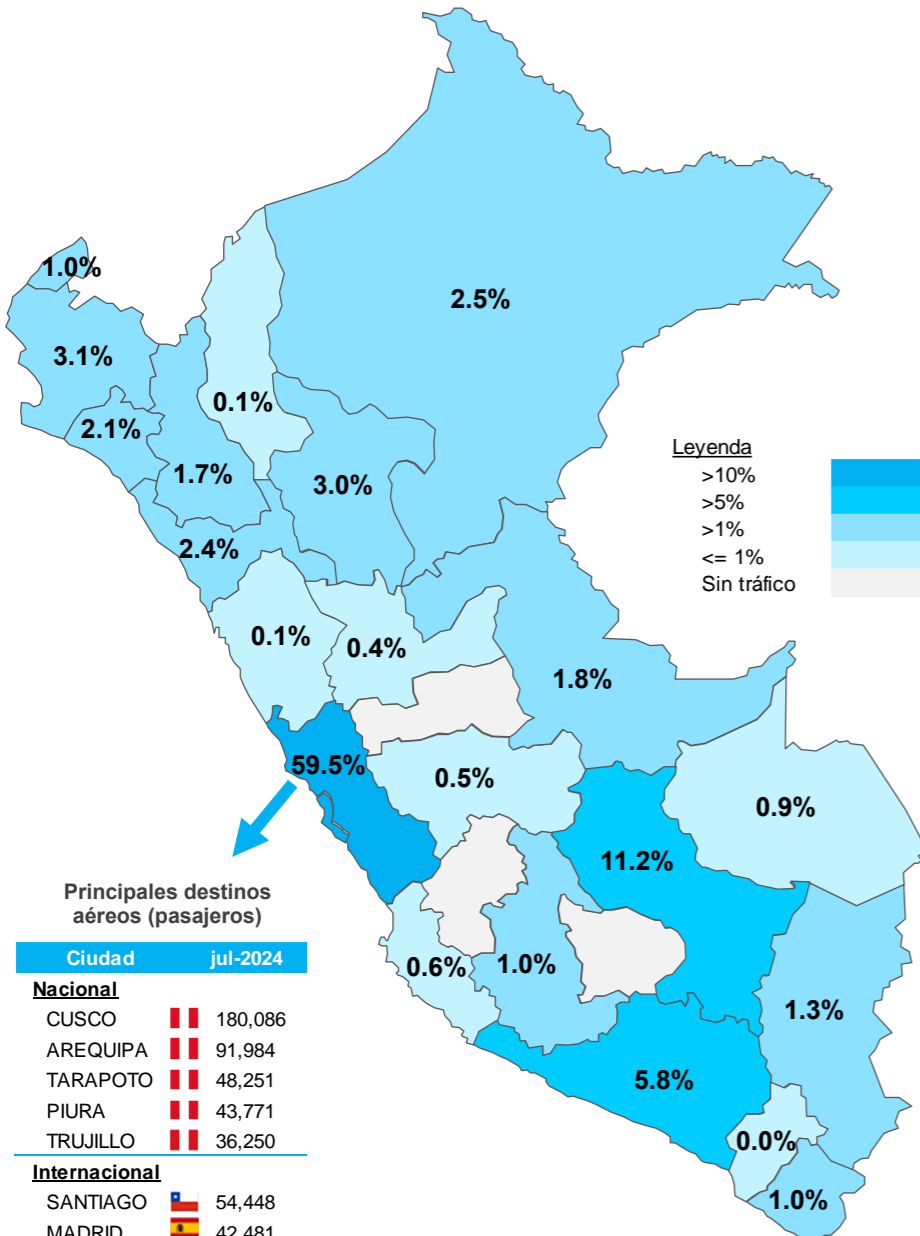 1.0%
2.5%
3.1%
0.1%
2.1%
1.7%
3.0%
Leyenda
>10%
>5%
>1%
<= 1%
Sin tráfico
2.4%
0.1%
0.4%
1.8%
59.5%
0.5%
0.9%
11.2%
Principales destinos
aéreos (pasajeros)
Ciudad jul-2024
0.6%
1.0%
Nacional
1.3%
CUSCO 180,086
AREQUIPA 91,984
TARAPOTO 48,251
5.8%
PIURA 43,771
TRUJILLO 36,250
0.0%
Internacional
1.0%
SANTIAGO 54,448
MADRID 42,481